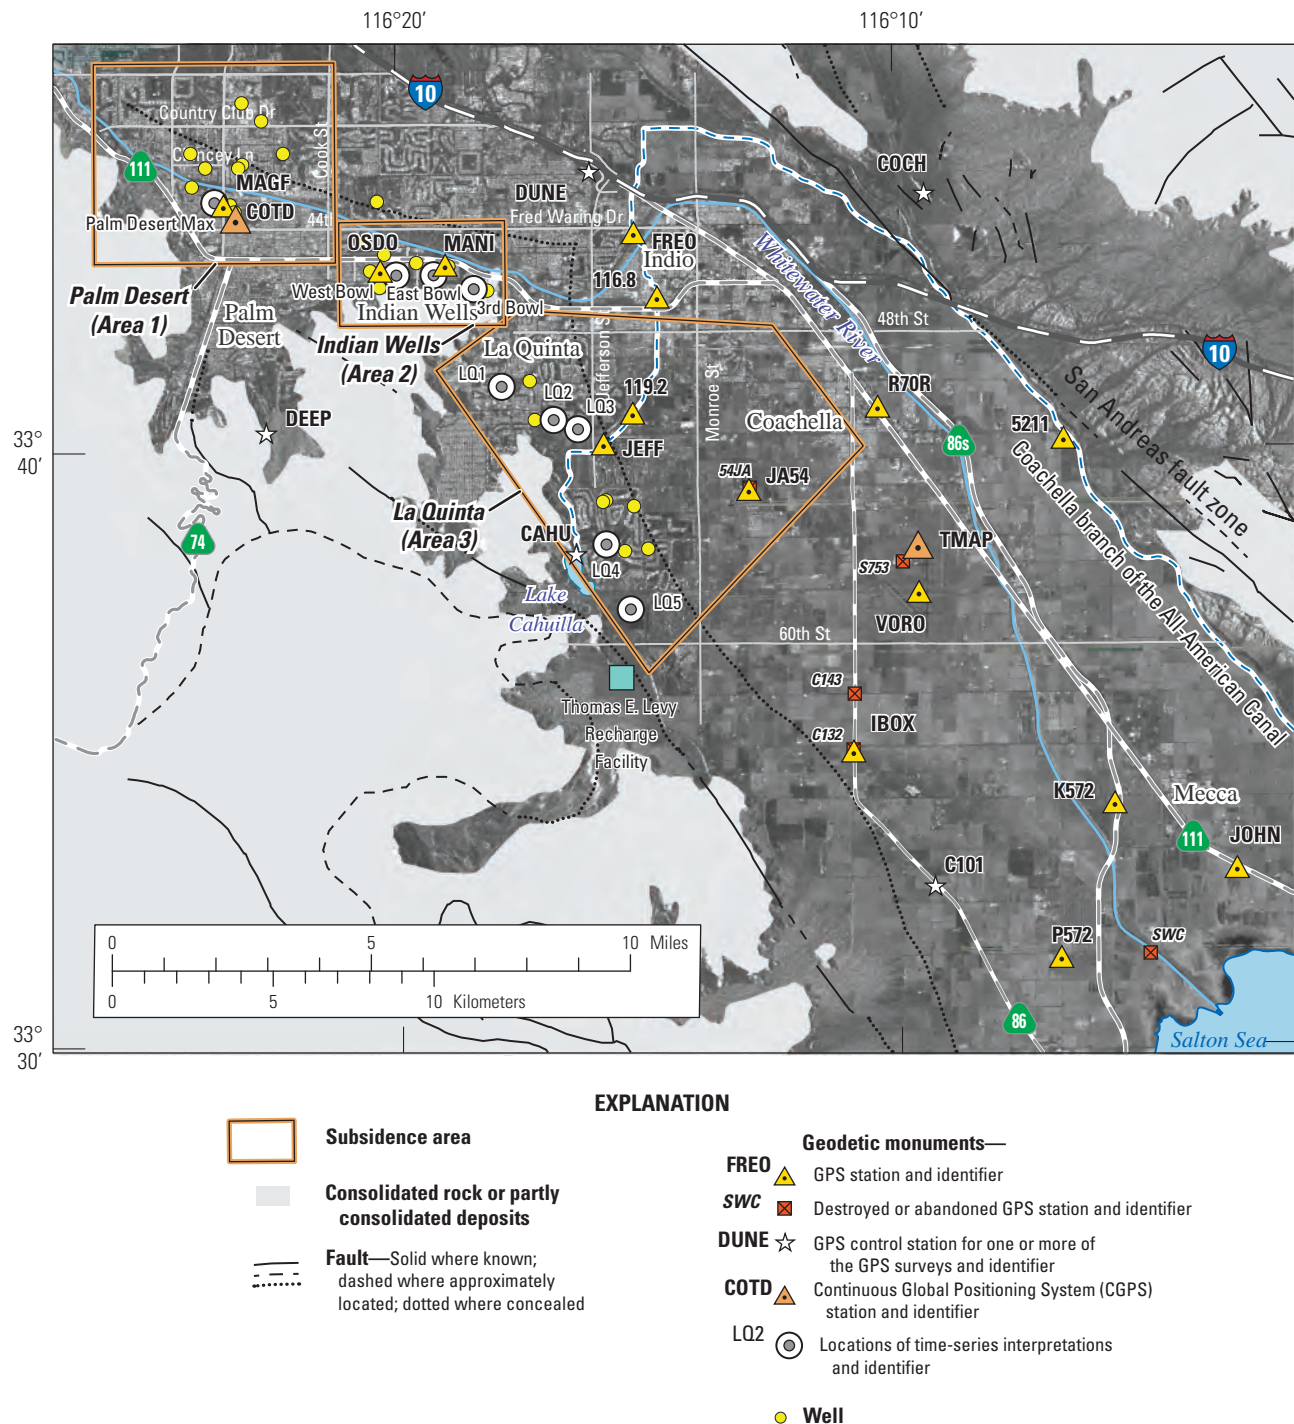 116°20′
116°10′
10
Country Club Dr
Cook St
Clancey Ln
111
MAGF
COTD
Palm Desert Max
44th
DUNE
Fred Waring Dr
COCH
OSDO
MANI
FREO
Indio
Whitewater River
116.8
West Bowl
East Bowl
3rd Bowl
Indian Wells
Palm Desert
(Area 1)
Palm
Desert
Indian Wells
(Area 2)
La Quinta
Jefferson St
48th St
10
LQ1
LQ2
LQ3
119.2
Monroe St
R70R
San Andreas fault zone
DEEP
Coachella
86s
5211
33°
40′
JEFF
54JA
JA54
Coachella branch of the All-American Canal
La Quinta
(Area 3)
74
CAHU
TMAP
S753
LQ4
Lake
Cahuilla
LQ5
VORO
60th St
C143
Thomas E. Levy
Recharge
Facility
IBOX
C132
K572
Mecca
111
JOHN
C101
P572
SWC
0 5 10 Miles
0 5 10 Kilometers
86
33°
30′
Salton Sea
EXPLANATION
Subsidence area
Consolidated rock or partly
consolidated deposits
Fault—Solid where known;
dashed where approximately
located; dotted where concealed
Geodetic monuments—
FREO GPS station and identifier
SWC Destroyed or abandoned GPS station and identifier
DUNE GPS control station for one or more of
the GPS surveys and identifier
COTD Continuous Global Positioning System (CGPS)
station and identifier
LQ2 Locations of time-series interpretations
and identifier
Well